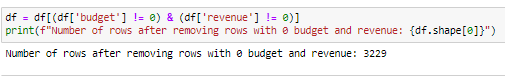 df = df[(df['budget'] != 0) & (df['revenue'] != 0)]
print(f"Number of rows after removing rows with 0 budget and revenue: {df.shape[0]}")
Number of rows after removing rows with 0 budget and revenue: 3229